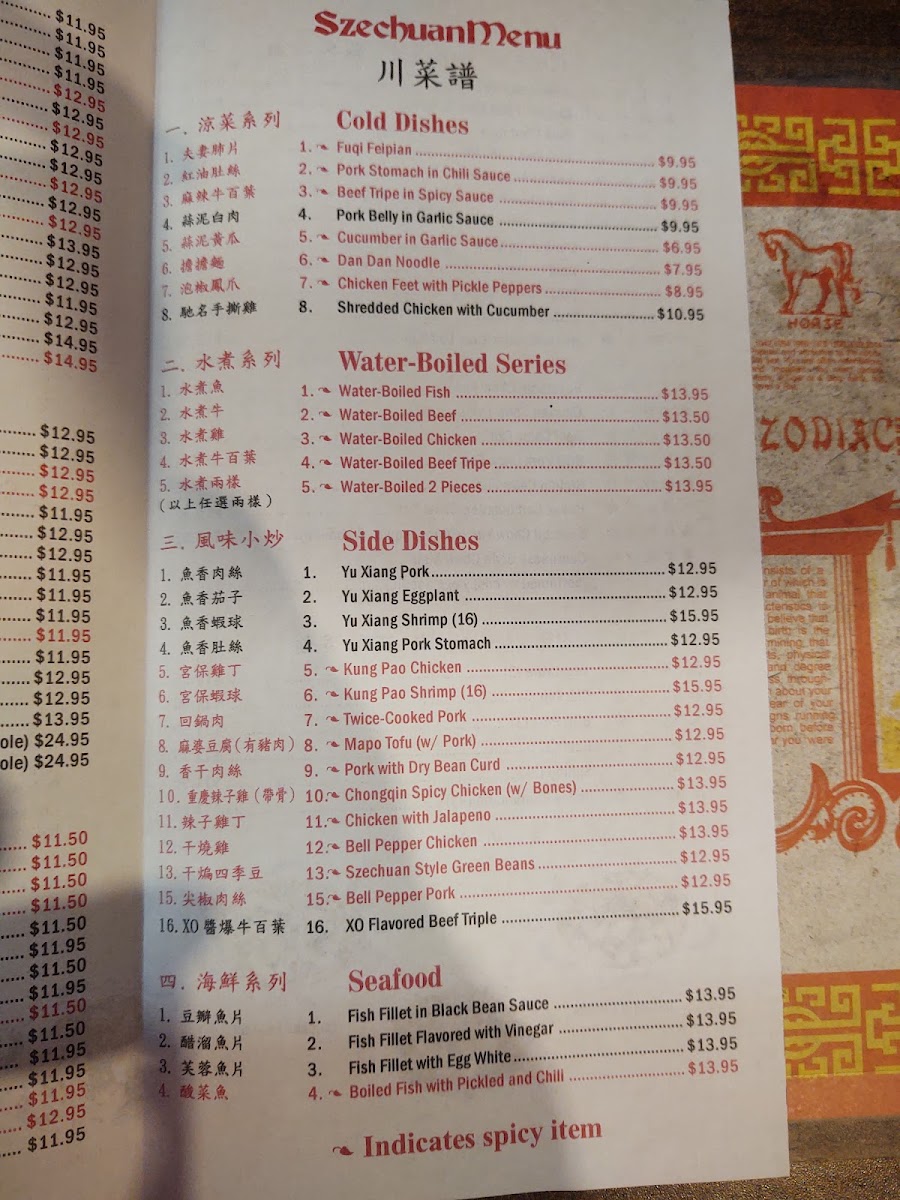 SzechuanMenu
川菜譜
一. 涼菜系列 Cold Dishes
1. 夫妻肺片 1. Fuqi Feipian $9.95
2. 紅油肚絲 2. Pork Stomach in Chili Sauce $9.95
3. 麻辣牛百葉 3. Beef Tripe in Spicy Sauce $9.95
4. 蒜泥白肉 4. Pork Belly in Garlic Sauce $9.95
5. 蒜泥黃瓜 5. Cucumber in Garlic Sauce $6.95
6. 擔擔麵 6. Dan Dan Noodle $7.95
7. 泡椒鳳爪 7. Chicken Feet with Pickle Peppers $8.95
8. 馳名手撕雞 8. Shredded Chicken with Cucumber $10.95
二. 水煮系列 Water-Boiled Series
1. 水煮魚 1. Water-Boiled Fish $13.95
2. 水煮牛 2. Water-Boiled Beef $13.50
3. 水煮雞 3. Water-Boiled Chicken $13.50
4. 水煮牛百葉 4. Water-Boiled Beef Tripe $13.50
5. 水煮兩樣 5. Water-Boiled 2 Pieces $13.95
(以上任選兩樣)
三. 風味小炒 Side Dishes
1. 魚香肉絲 1. Yu Xiang Pork $12.95
2. 魚香茄子 2. Yu Xiang Eggplant $12.95
3. 魚香蝦球 3. Yu Xiang Shrimp (16) $15.95
4. 魚香肚絲 4. Yu Xiang Pork Stomach $12.95
5. 宮保雞丁 5. Kung Pao Chicken $12.95
6. 宮保蝦球 6. Kung Pao Shrimp (16) $15.95
7. 回鍋肉 7. Twice-Cooked Pork $12.95
8. 麻婆豆腐(有豬肉) 8. Mapo Tofu (w/ Pork) $12.95
9. 香干肉絲 9. Pork with Dry Bean Curd $12.95
10. 重慶辣子雞(帶骨) 10. Chongqin Spicy Chicken (w/ Bones) $13.95
11. 辣子雞丁 11. Chicken with Jalapeno $13.95
12. 干燒雞 12. Bell Pepper Chicken $13.95
13. 干煸四季豆 13. Szechuan Style Green Beans $12.95
15. 尖椒肉絲 15. Bell Pepper Pork $12.95
16. XO醬爆牛百葉 16. XO Flavored Beef Triple $15.95
四. 海鮮系列 Seafood
1. 豆瓣魚片 1. Fish Fillet in Black Bean Sauce $13.95
2. 醋溜魚片 2. Fish Fillet Flavored with Vinegar $13.95
3. 芙蓉魚片 3. Fish Fillet with Egg White $13.95
4. 酸菜魚 4. Boiled Fish with Pickled and Chili $13.95
Indicates spicy item
$11.95
$11.95
$11.95
$11.95
$12.95
$12.95
$12.95
$12.95
$12.95
$12.95
$12.95
$12.95
$13.95
$12.95
$12.95
$11.95
$12.95
$14.95
$14.95
$12.95
$12.95
$12.95
$12.95
$11.95
$12.95
$12.95
$11.95
$11.95
$11.95
$11.95
$11.95
$12.95
$12.95
$13.95
ole) $24.95
ole) $24.95
$11.50
$11.50
$11.50
$11.50
$11.50
$11.95
$11.50
$11.95
$11.50
$11.50
$11.95
$11.95
$11.95
$12.95
$11.95
HORSE
ZODIAC